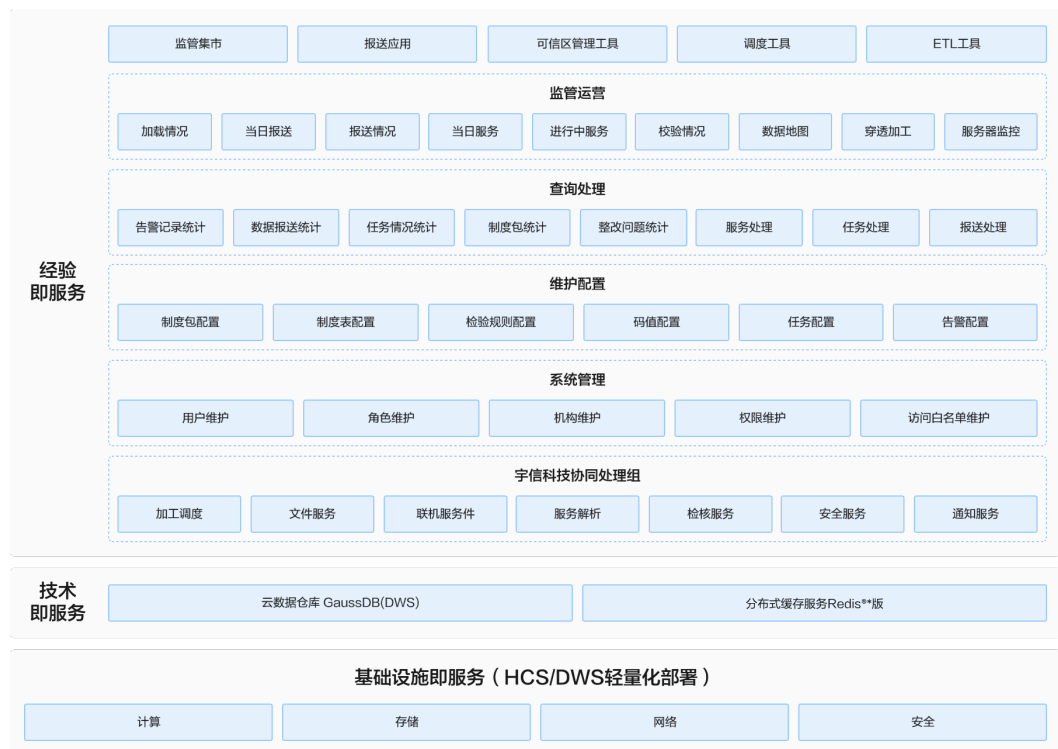 监管集市
报送应用
可信区管理工具
调度工具
ETL工具
监管运营
加载情况
当日报送
报送情况
当日服务
进行中服务
校验情况
数据地图
穿透加工
服务器监控
查询处理
告警记录统计
数据报送统计
任务情况统计
制度包统计
整改问题统计
服务处理
任务处理
报送处理
经验
即服务
维护配置
制度包配置
制度表配置
检验规则配置
码值配置
任务配置
告警配置
系统管理
用户维护
角色维护
机构维护
权限维护
访问白名单维护
宇信科技协同处理组
加工调度
文件服务
联机服务件
服务解析
检核服务
安全服务
通知服务
技术
即服务
云数据仓库 GaussDB(DWS)
分布式缓存服务Redis®*版
基础设施即服务（HCS/DWS轻量化部署）
计算
存储
网络
安全